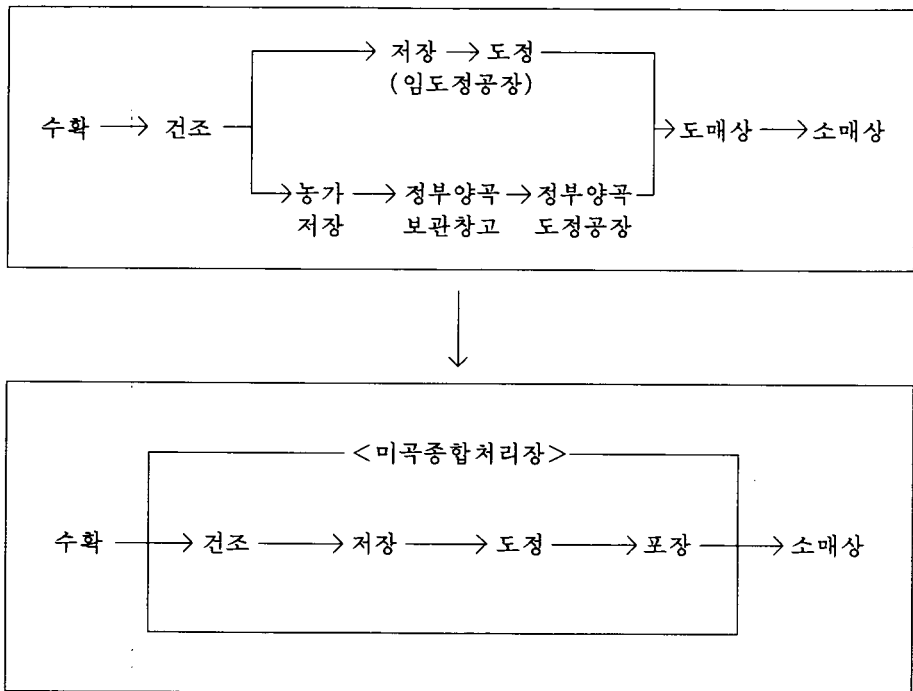 저장 → 도정
(임도정공장)
수확 → 건조 → 도매상 → 소매상
농가 → 정부양곡 → 정부양곡
저장 보관창고 도정공장
<미곡종합처리장>
수확 → 건조 → 저장 → 도정 → 포장 → 소매상